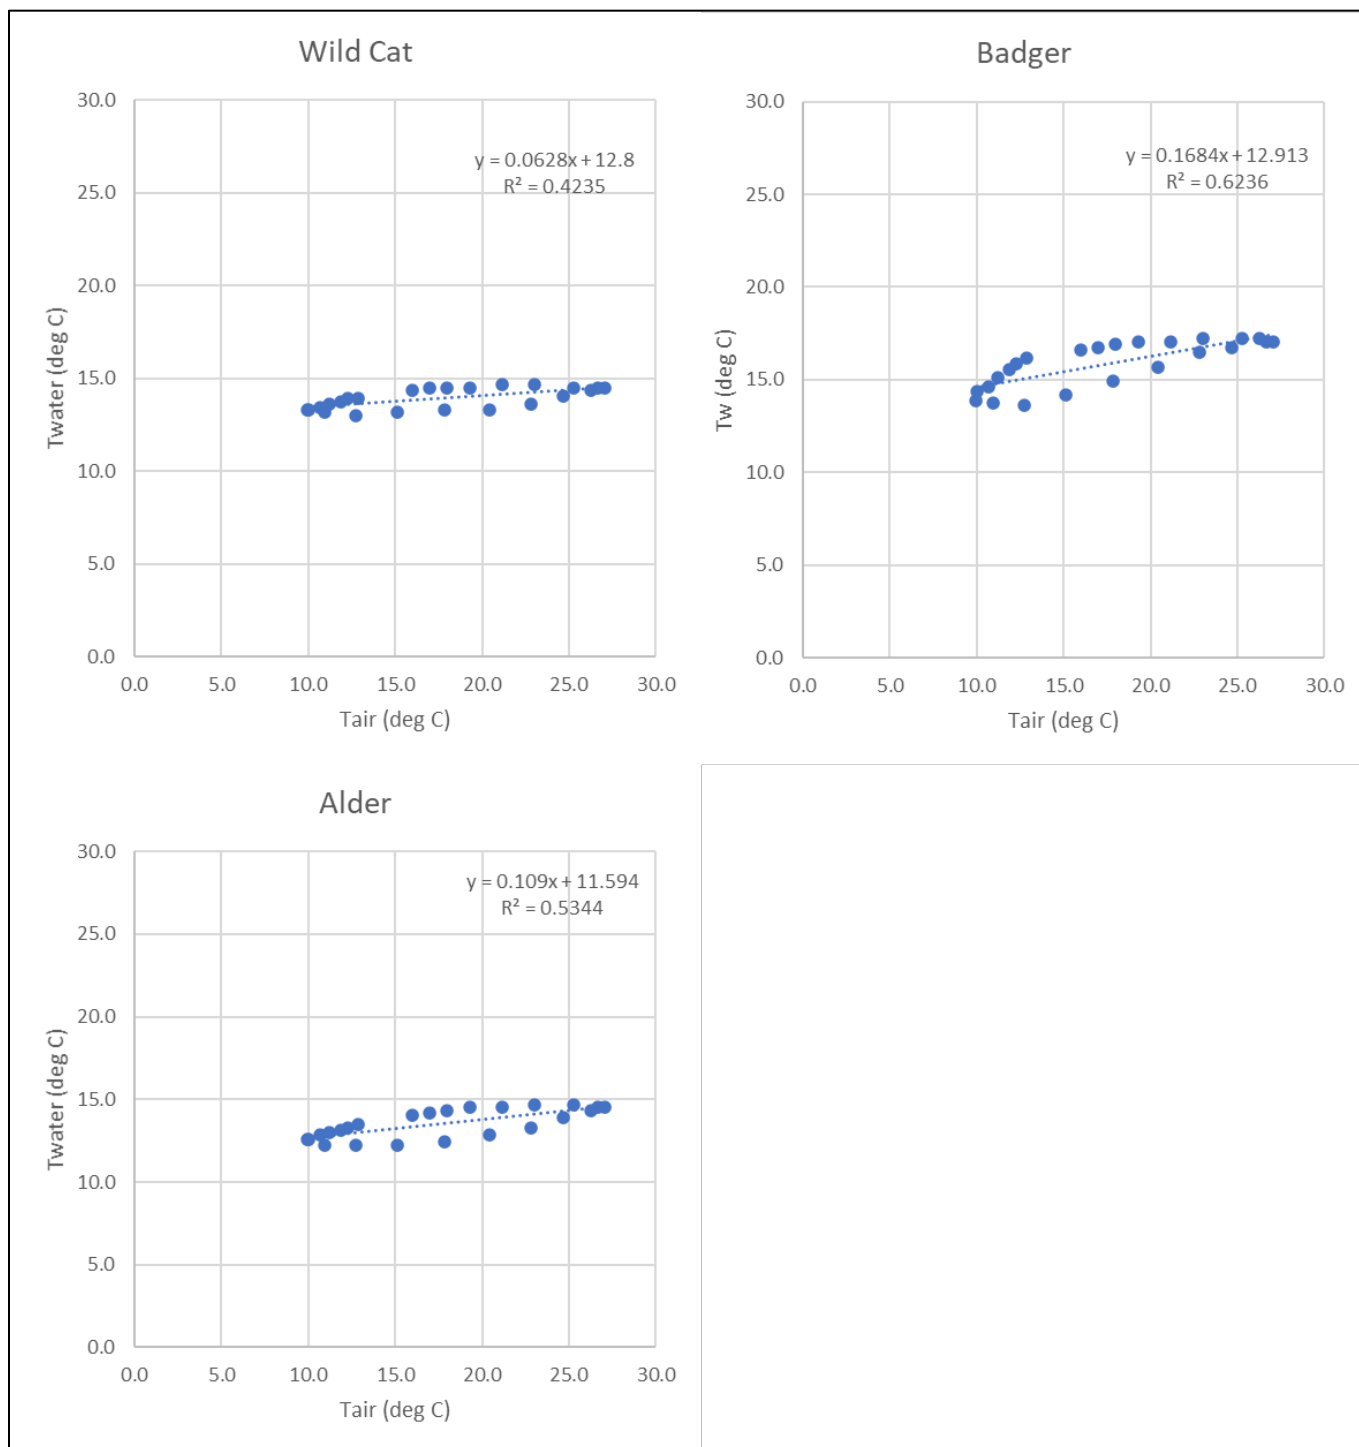 Wild Cat
30.0
25.0
20.0
15.0
10.0
5.0
0.0
0.0 5.0 10.0 15.0 20.0 25.0 30.0
Twater (deg C)
Tair (deg C)
y = 0.0628x + 12.8
R² = 0.4235
Badger
30.0
25.0
20.0
15.0
10.0
5.0
0.0
0.0 5.0 10.0 15.0 20.0 25.0 30.0
Tw (deg C)
Tair (deg C)
y = 0.1684x + 12.913
R² = 0.6236
Alder
30.0
25.0
20.0
15.0
10.0
5.0
0.0
0.0 5.0 10.0 15.0 20.0 25.0 30.0
Twater (deg C)
Tair (deg C)
y = 0.109x + 11.594
R² = 0.5344